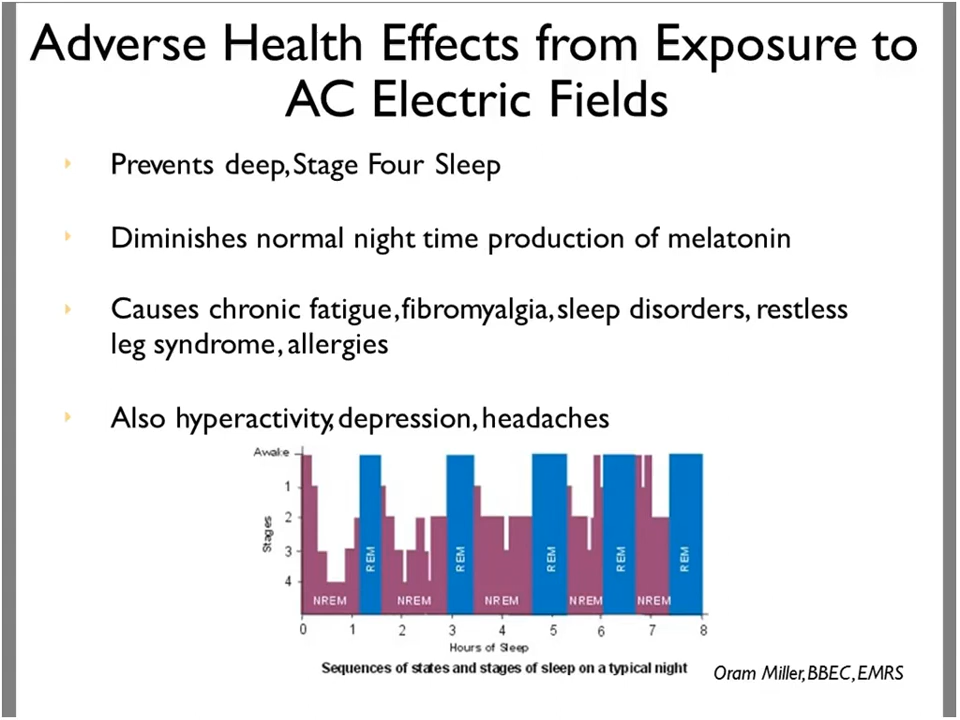 Adverse Health Effects from Exposure to
AC Electric Fields
Prevents deep, Stage Four Sleep
Diminishes normal night time production of melatonin
Causes chronic fatigue, fibromyalgia, sleep disorders, restless
leg syndrome, allergies
Also hyperactivity, depression, headaches
Awake
1
2
3
4
Stages
REM
REM
REM
REM
REM
NREM
NREM
NREM
NREM
NREM
0 1 2 3 4 5 6 7 8
Hours of Sleep
Sequences of states and stages of sleep on a typical night
Oram Miller, BBEC, EMRS